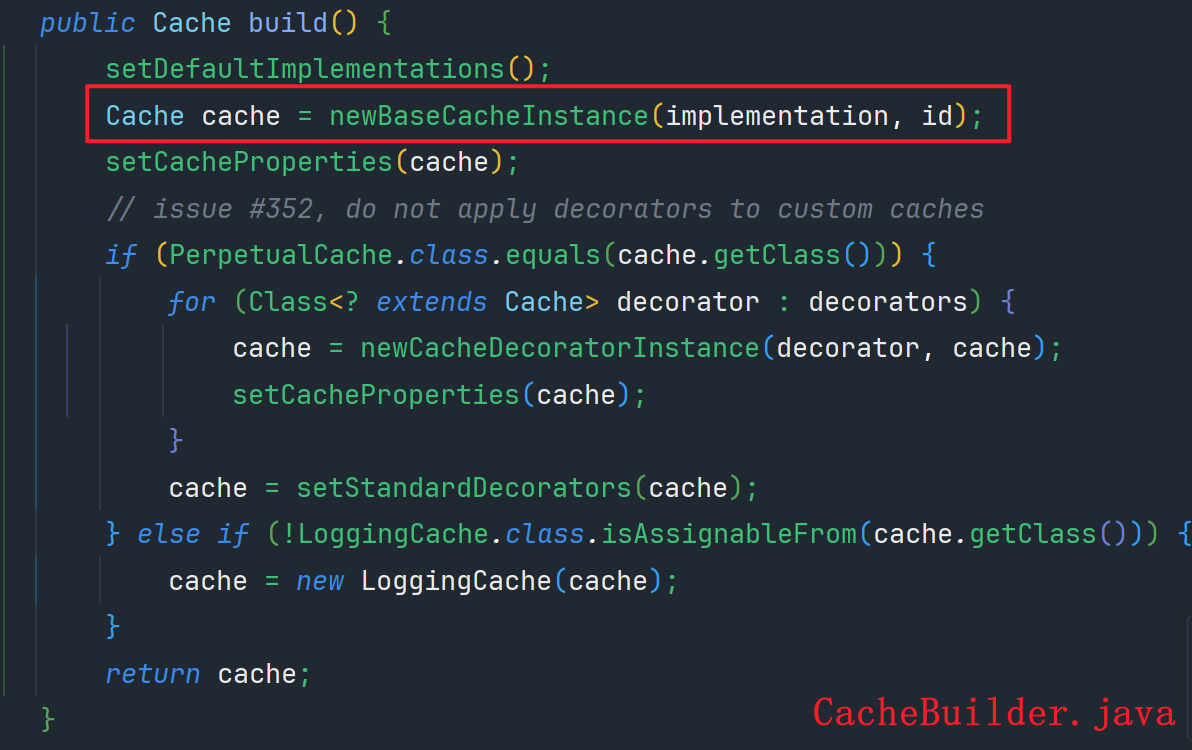 public Cache build() {
setDefaultImplementations();
Cache cache = newBaseCacheInstance(implementation, id);
setCacheProperties(cache);
// issue #352, do not apply decorators to custom caches
if (PerpetualCache.class.equals(cache.getClass())) {
for (Class<? extends Cache> decorator : decorators) {
cache = newCacheDecoratorInstance(decorator, cache);
setCacheProperties(cache);
}
cache = setStandardDecorators(cache);
} else if (!LoggingCache.class.isAssignableFrom(cache.getClass())) {
cache = new LoggingCache(cache);
}
return cache;
}
CacheBuilder.java